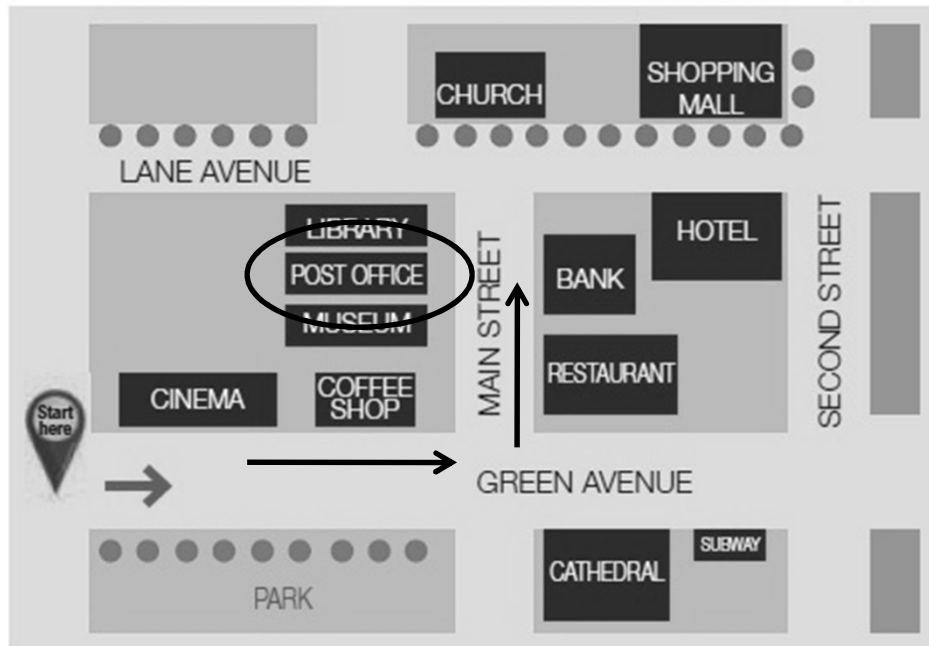 CHURCH
SHOPPING
MALL
LANE AVENUE
LIBRARY
POST OFFICE
MUSEUM
MAIN STREET
BANK
HOTEL
SECOND STREET
CINEMA
COFFEE
SHOP
RESTAURANT
Start
here
GREEN AVENUE
PARK
CATHEDRAL
SUBWAY